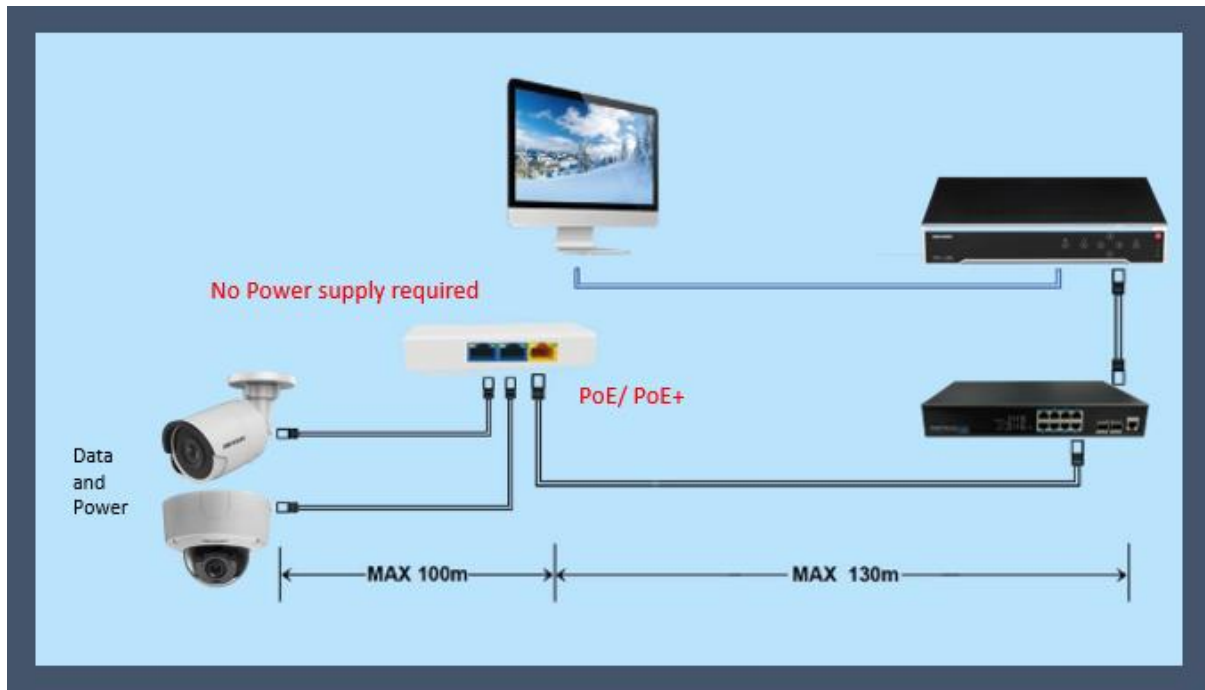 No Power supply required
PoE/ PoE+
Data
and
Power
MAX 100m
MAX 130m